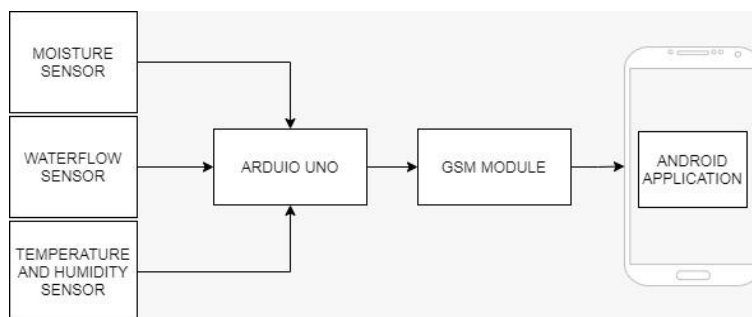 MOISTURE
SENSOR
WATERFLOW
SENSOR
TEMPERATURE
AND HUMIDITY
SENSOR
ARDUIO UNO
GSM MODULE
ANDROID
APPLICATION